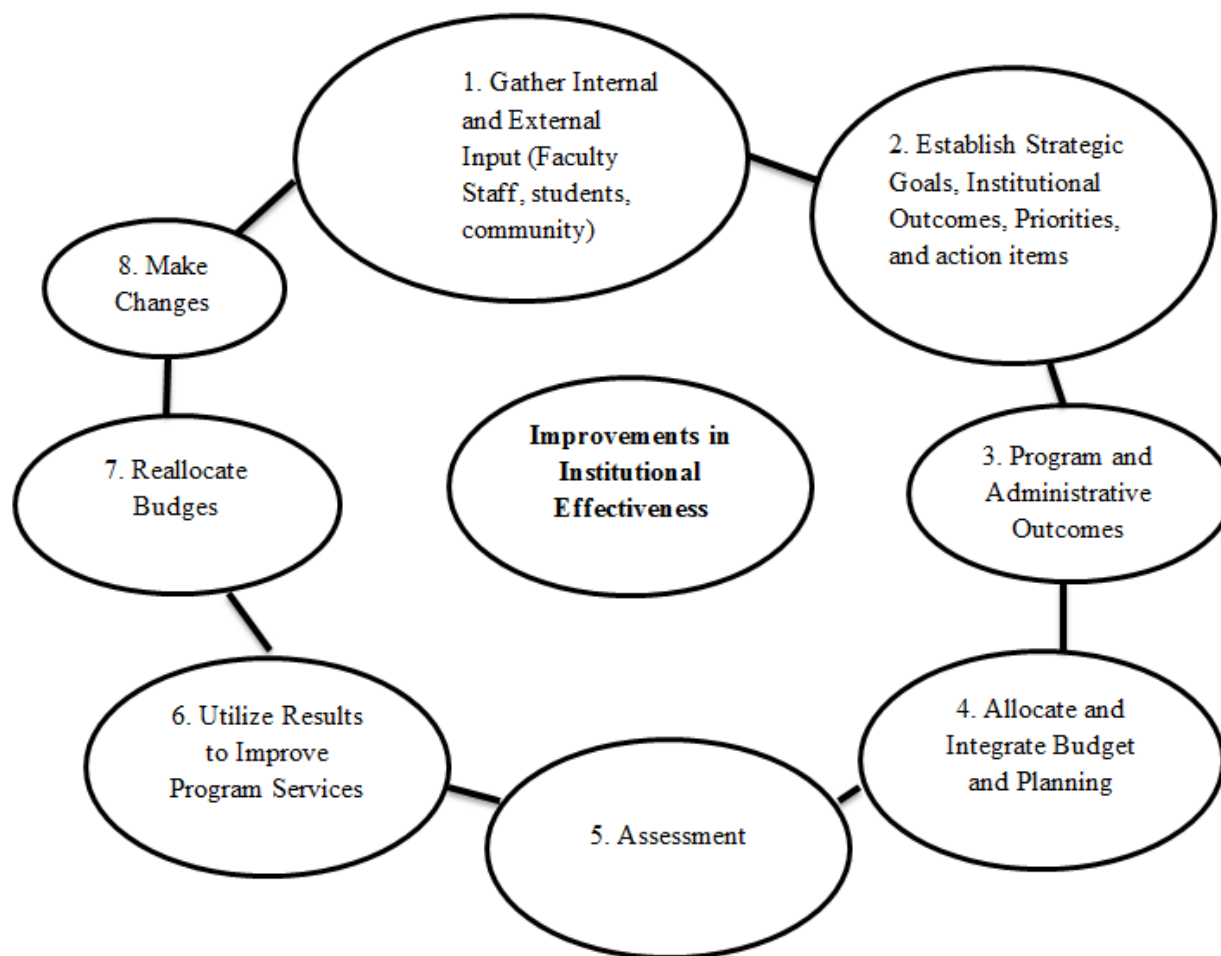 1. Gather Internal
and External
Input (Faculty
Staff, students,
community)
2. Establish Strategic
Goals, Institutional
Outcomes, Priorities,
and action items
3. Program and
Administrative
Outcomes
4. Allocate and
Integrate Budget
and Planning
5. Assessment
6. Utilize Results
to Improve
Program Services
7. Reallocate
Budges
8. Make
Changes
Improvements in
Institutional
Effectiveness